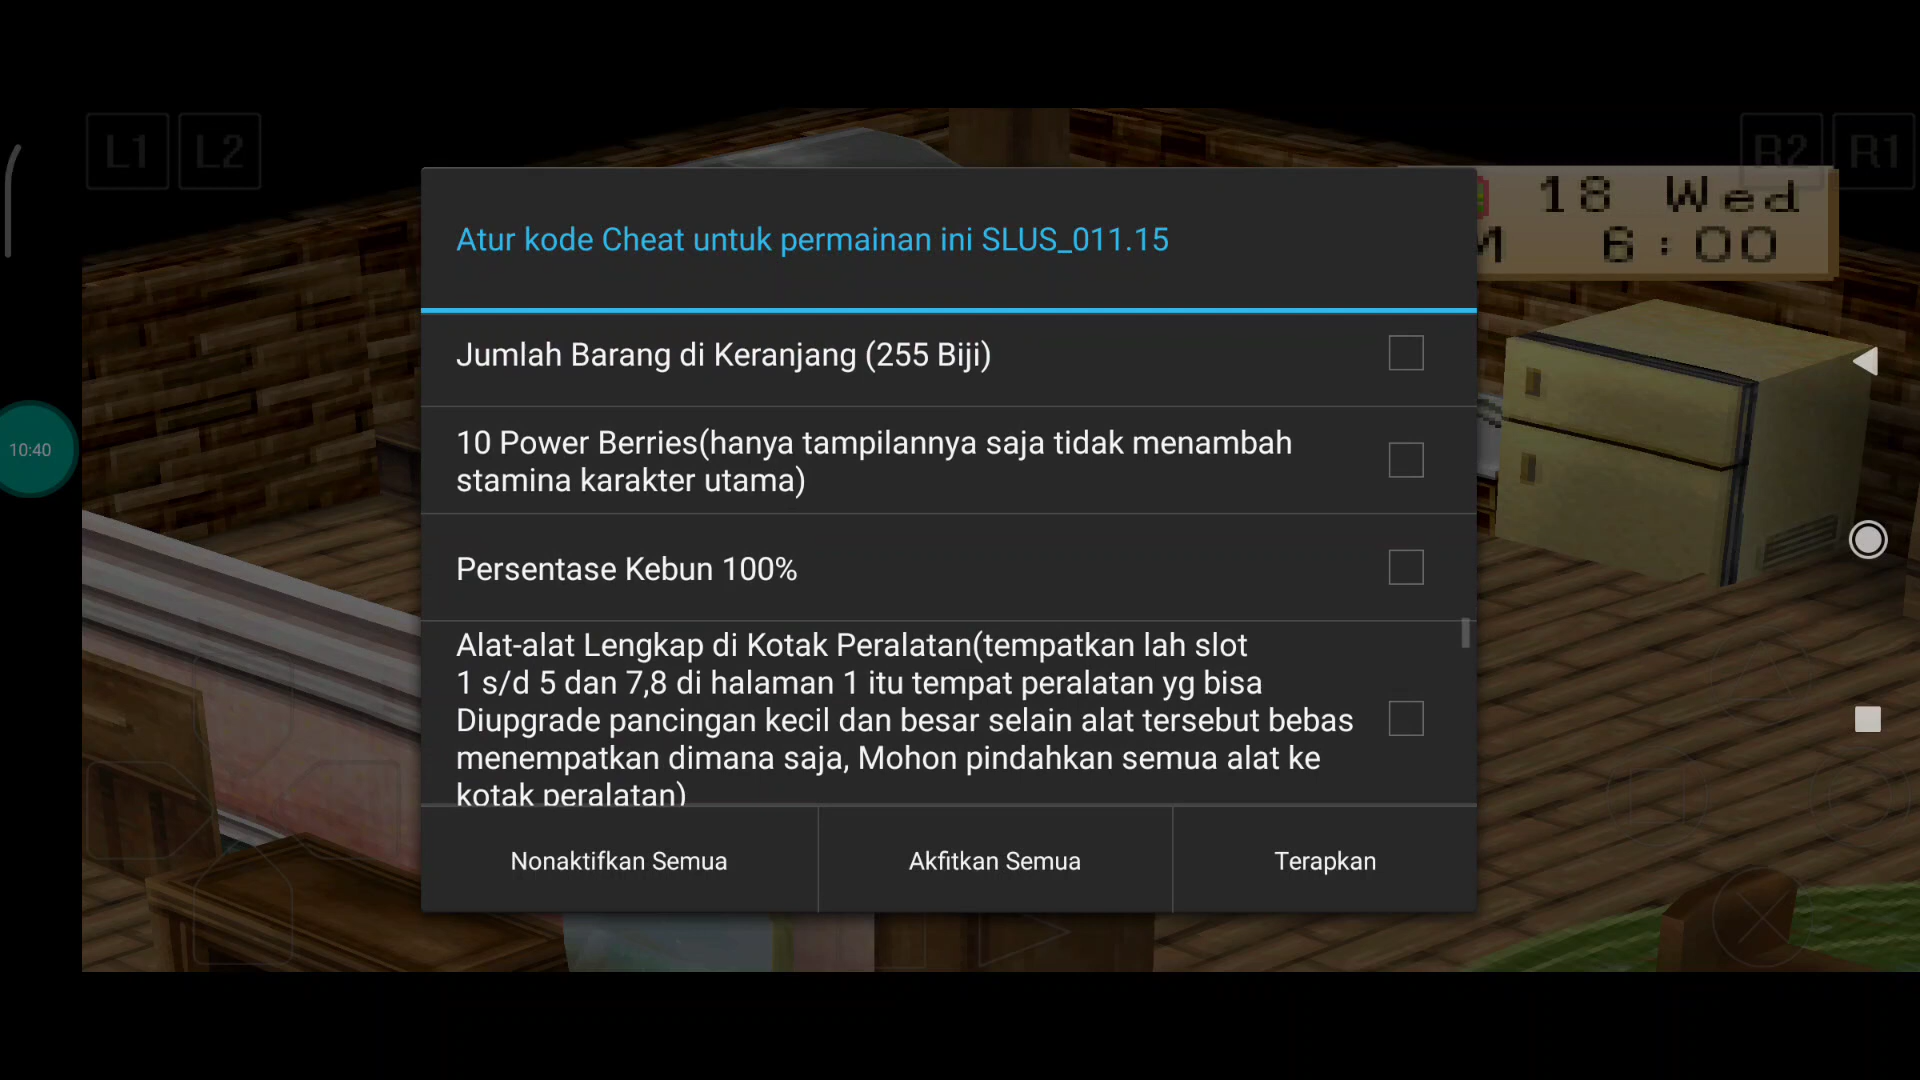 L1 L2
R2 R1
18 Wed
6:00
10:40
Atur kode Cheat untuk permainan ini SLUS_011.15
Jumlah Barang di Keranjang (255 Biji)
10 Power Berries(hanya tampilannya saja tidak menambah
stamina karakter utama)
Persentase Kebun 100%
Alat-alat Lengkap di Kotak Peralatan(tempatkan lah slot
1 s/d 5 dan 7,8 di halaman 1 itu tempat peralatan yg bisa
Diupgrade pancingan kecil dan besar selain alat tersebut bebas
menempatkan dimana saja, Mohon pindahkan semua alat ke
kotak peralatan)
Nonaktifkan Semua
Akfitkan Semua
Terapkan